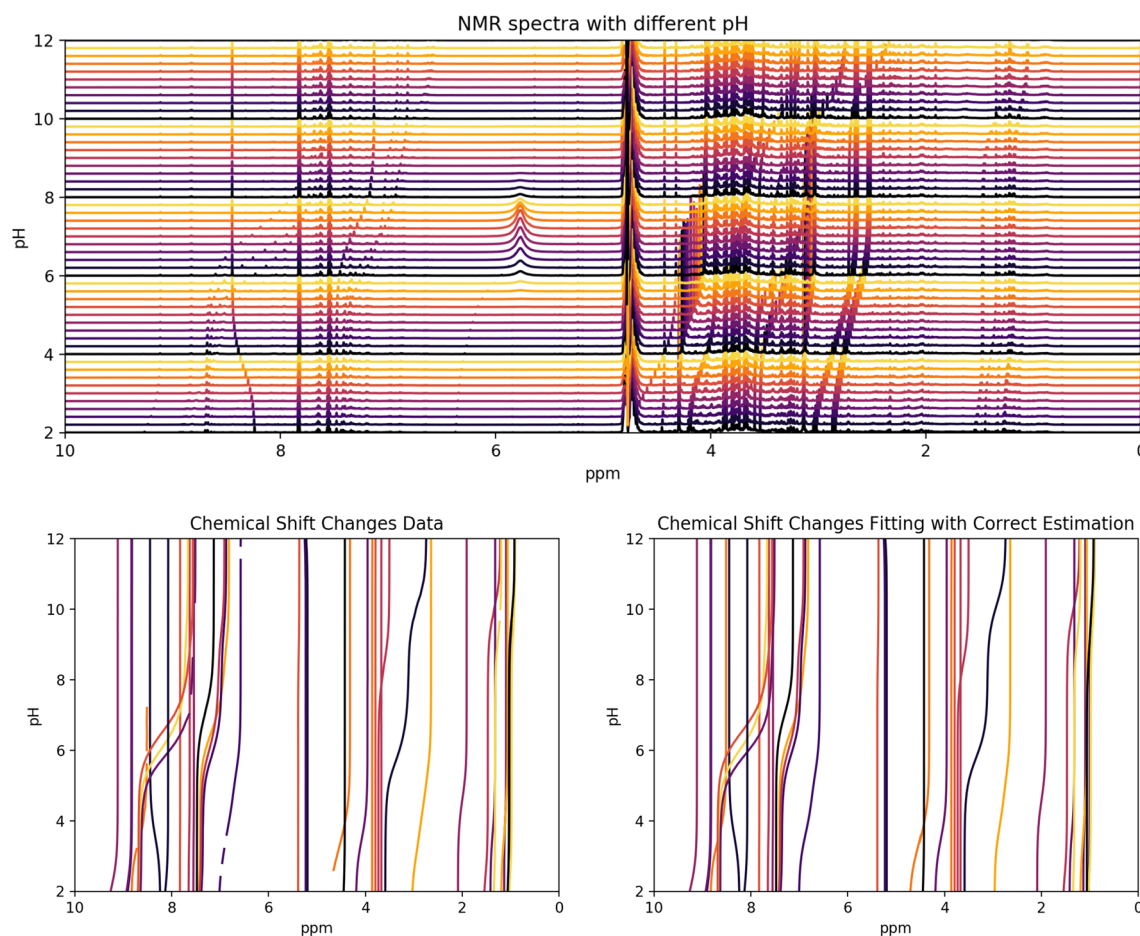 NMR spectra with different pH
12
10
8
6
4
2
pH
10 8 6 4 2 0
ppm
Chemical Shift Changes Data
12
10
8
6
4
2
pH
10 8 6 4 2 0
ppm
Chemical Shift Changes Fitting with Correct Estimation
12
10
8
6
4
2
pH
10 8 6 4 2 0
ppm